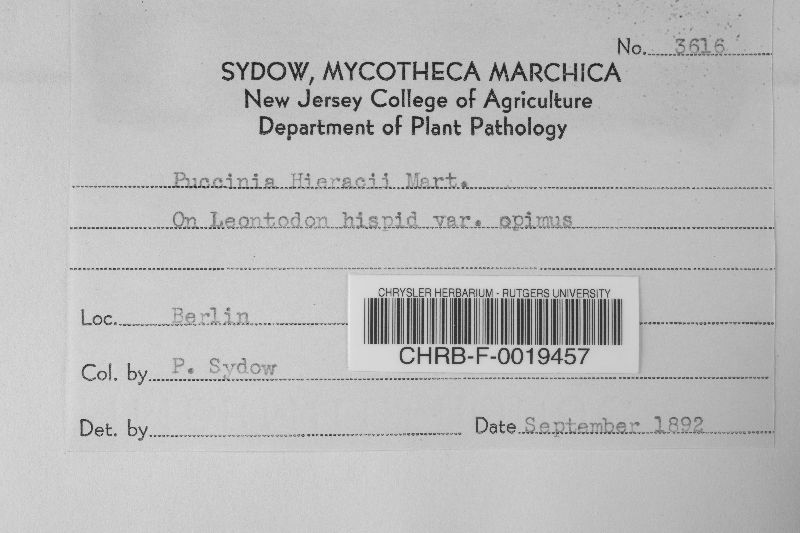 No. 3616
SYDOW, MYCOTHECA MARCHICA
New Jersey College of Agriculture
Department of Plant Pathology
Puccinia Hieracii Mart.
On Leontodon hispid var. opimus
Loc. Berlin
CHRYSLER HERBARIUM - RUTGERS UNIVERSITY
CHRB-F-0019457
Col. by P. Sydow
Det. by
Date September 1892